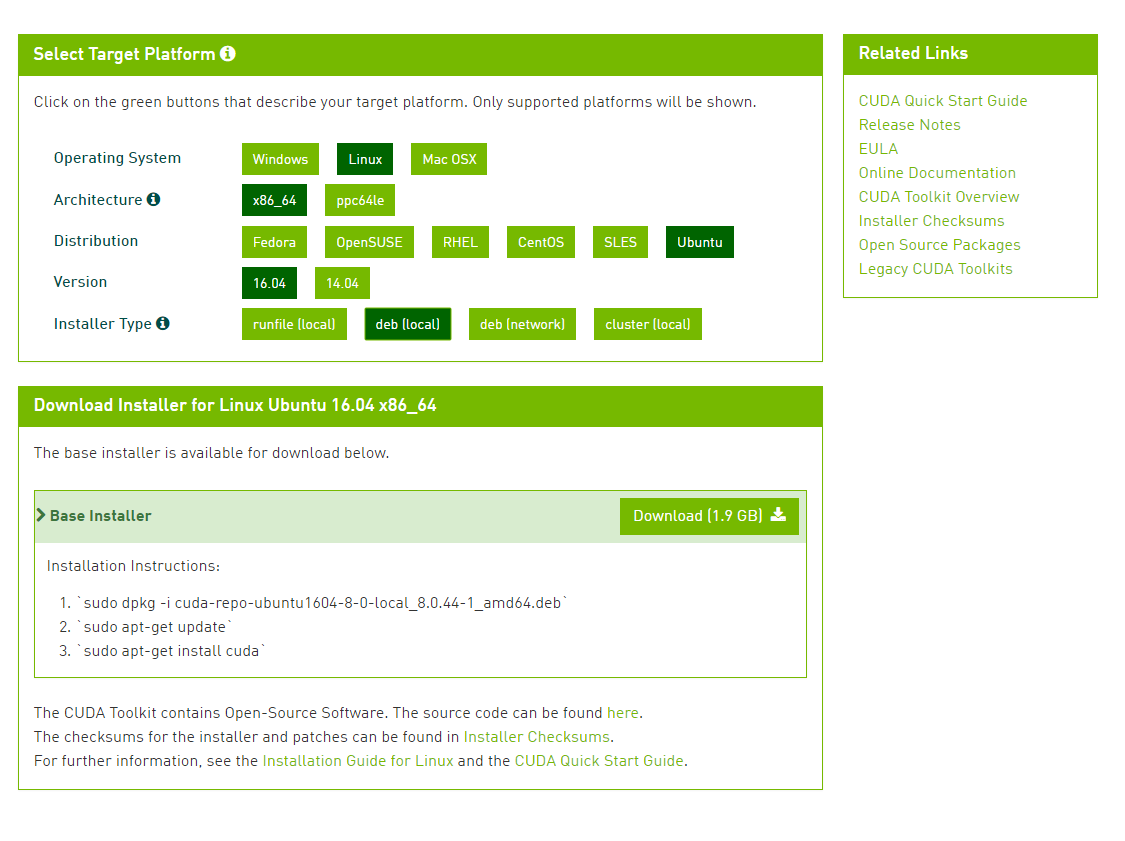 Select Target Platform
Click on the green buttons that describe your target platform. Only supported platforms will be shown.
Operating System Windows Linux Mac OSX
Architecture x86_64 ppc64le
Distribution Fedora OpenSUSE RHEL CentOS SLES Ubuntu
Version 16.04 14.04
Installer Type runfile (local) deb (local) deb (network) cluster (local)
Download Installer for Linux Ubuntu 16.04 x86_64
The base installer is available for download below.
Base Installer Download (1.9 GB)
Installation Instructions:
1. `sudo dpkg -i cuda-repo-ubuntu1604-8-0-local_8.0.44-1_amd64.deb`
2. `sudo apt-get update`
3. `sudo apt-get install cuda`
The CUDA Toolkit contains Open-Source Software. The source code can be found here.
The checksums for the installer and patches can be found in Installer Checksums.
For further information, see the Installation Guide for Linux and the CUDA Quick Start Guide.
Related Links
CUDA Quick Start Guide
Release Notes
EULA
Online Documentation
CUDA Toolkit Overview
Installer Checksums
Open Source Packages
Legacy CUDA Toolkits